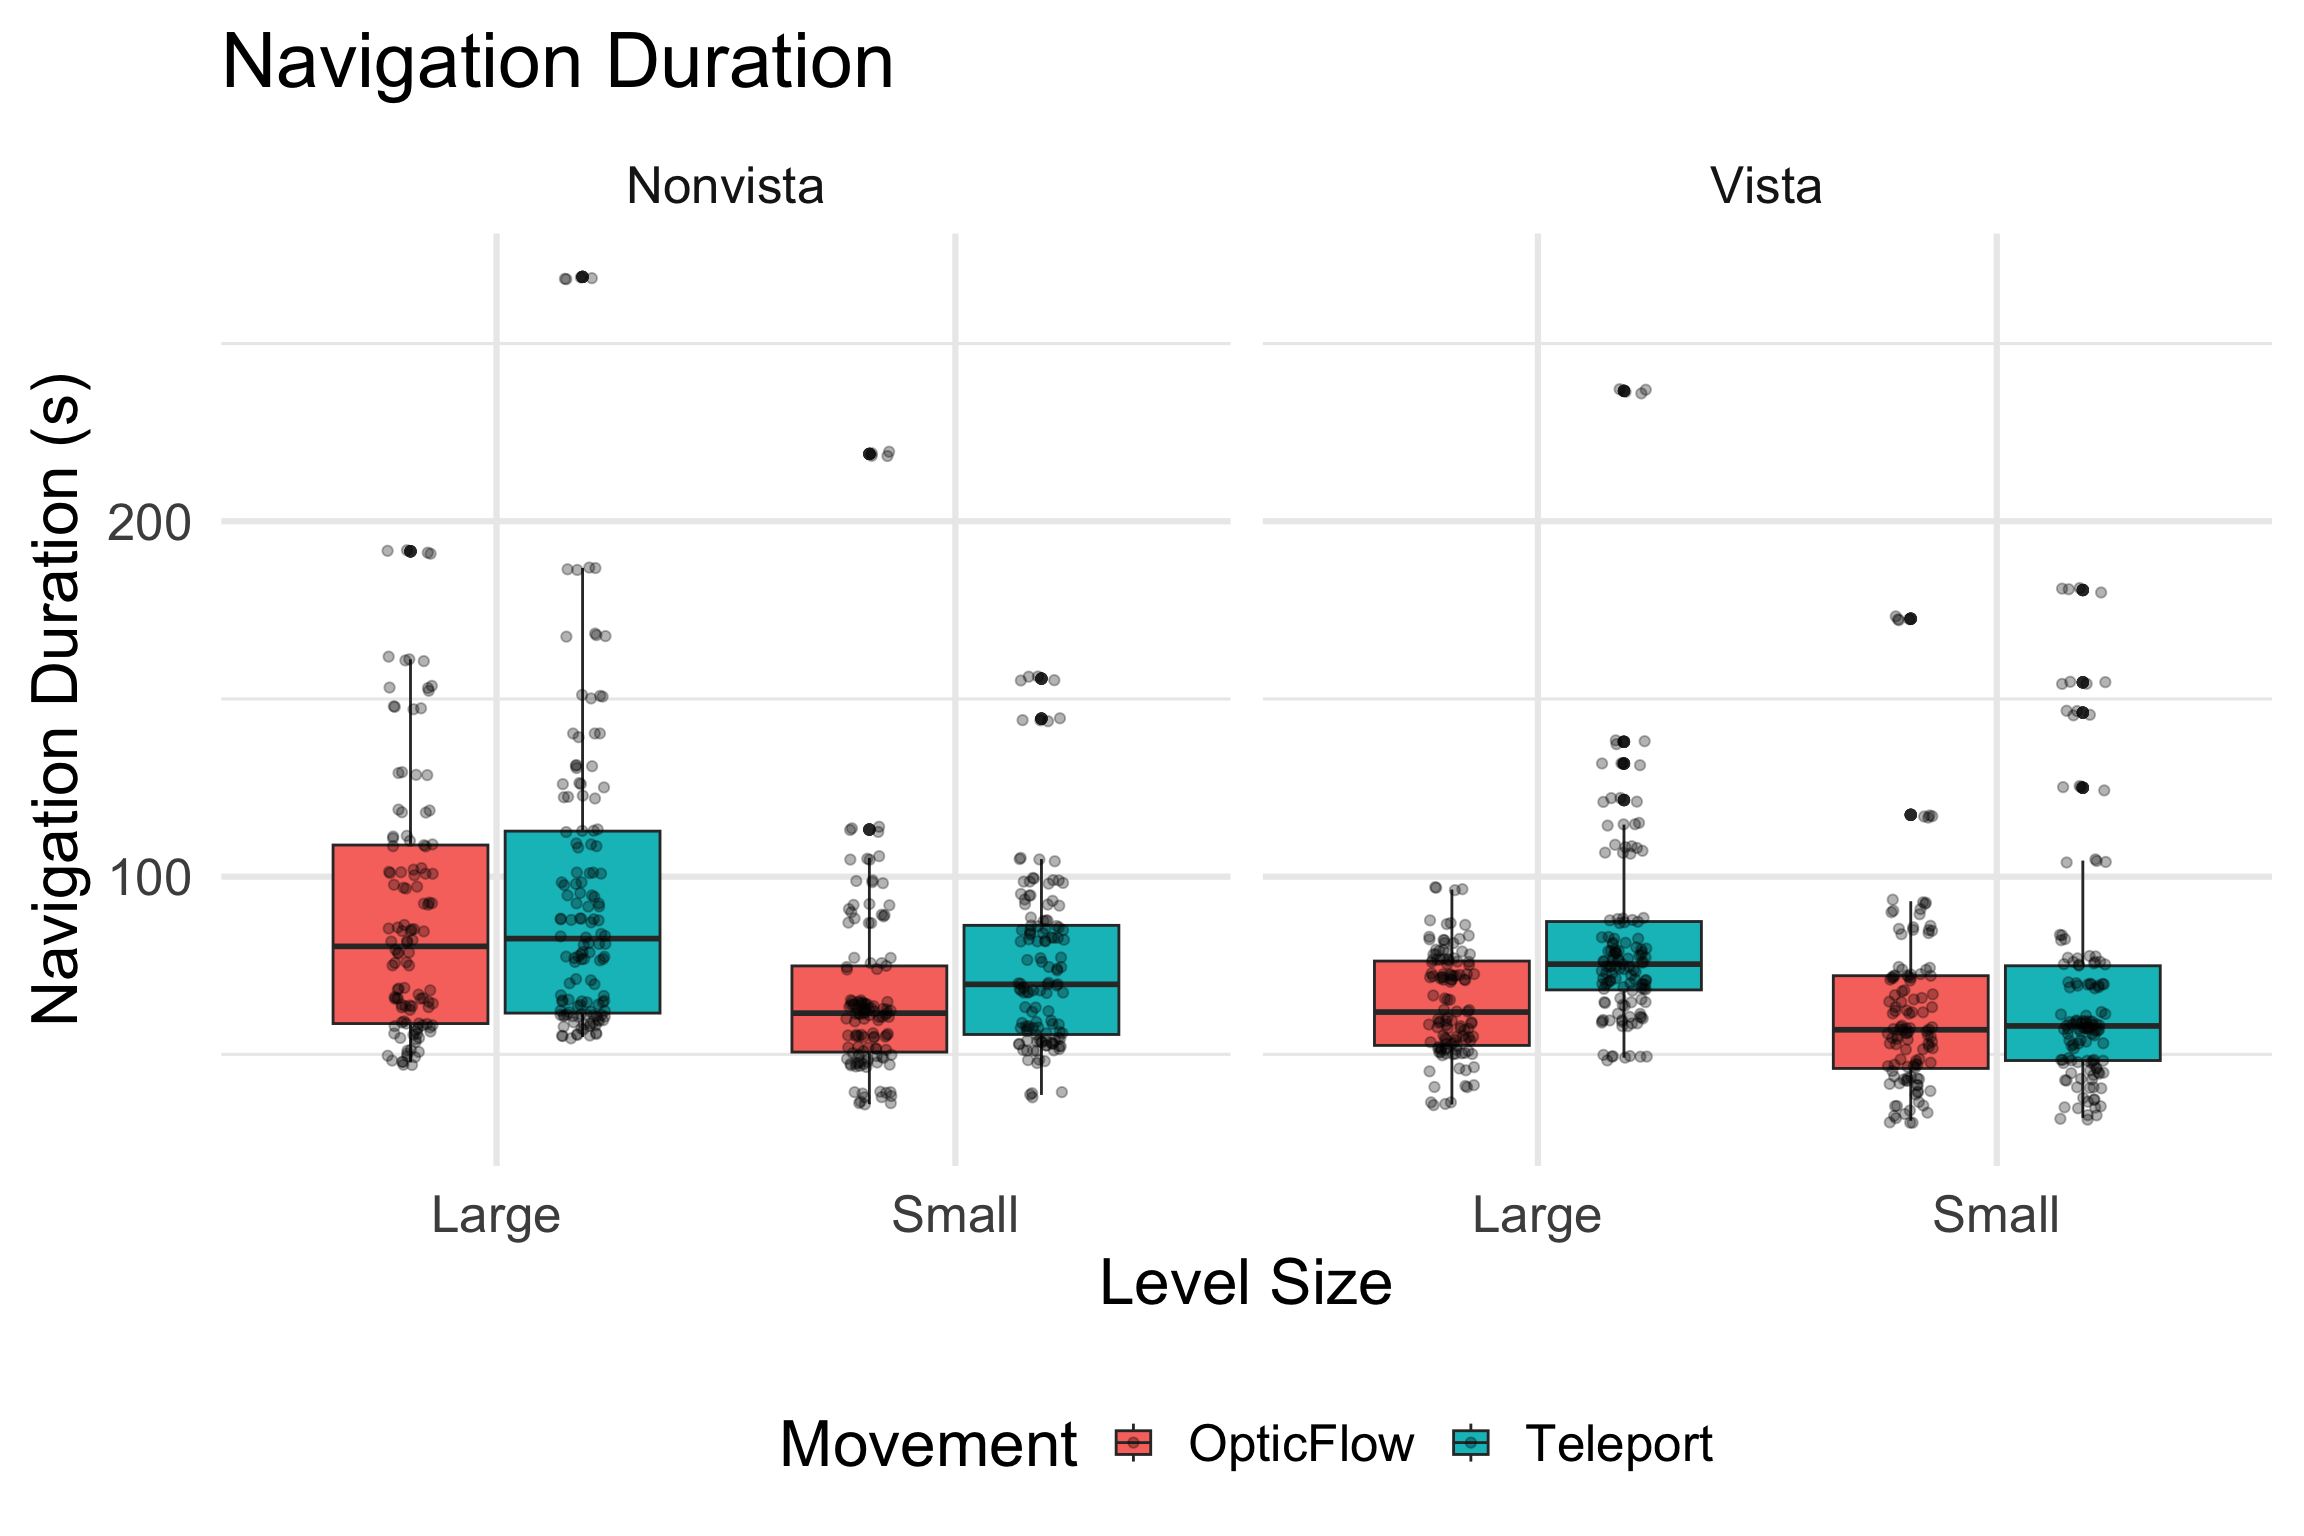 Navigation Duration
Nonvista
Vista
Navigation Duration (s)
200
100
Large
Small
Large
Small
Level Size
Movement OpticFlow Teleport